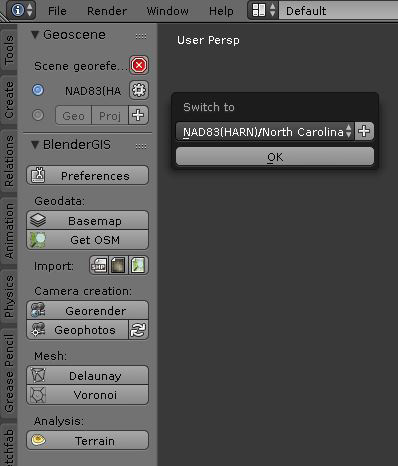 File Render Window Help Default
Tools
Create
Relations
Animation
Physics
Grease Pencil
etchfab
Geoscene
Scene georefe..
NAD83(HA
Geo Proj
BlenderGIS
Preferences
Geodata:
Basemap
Get OSM
Import: SHP
Camera creation:
Georender
Geophotos
Mesh:
Delaunay
Voronoi
Analysis:
Terrain
User Persp
Switch to
NAD83(HARN)/North Carolina
OK